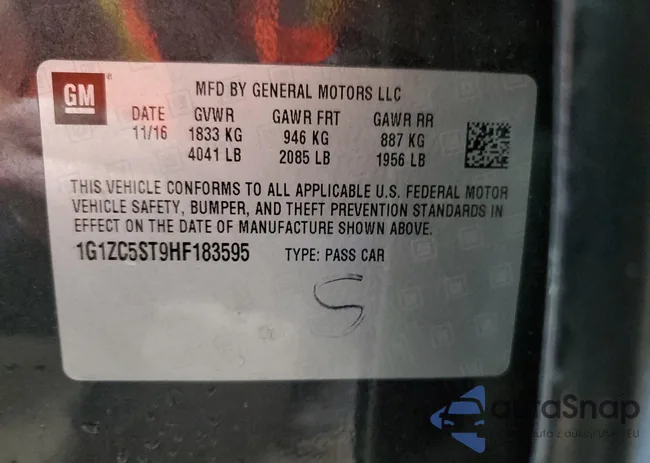 GM
MFD BY GENERAL MOTORS LLC
DATE GVWR GAWR FRT GAWR RR
11/16 1833 KG 946 KG 887 KG
4041 LB 2085 LB 1956 LB
THIS VEHICLE CONFORMS TO ALL APPLICABLE U.S. FEDERAL MOTOR
VEHICLE SAFETY, BUMPER, AND THEFT PREVENTION STANDARDS IN
EFFECT ON THE DATE OF MANUFACTURE SHOWN ABOVE.
1G1ZC5ST9HF183595 TYPE: PASS CAR
S
autoSnap
auta z aukcji